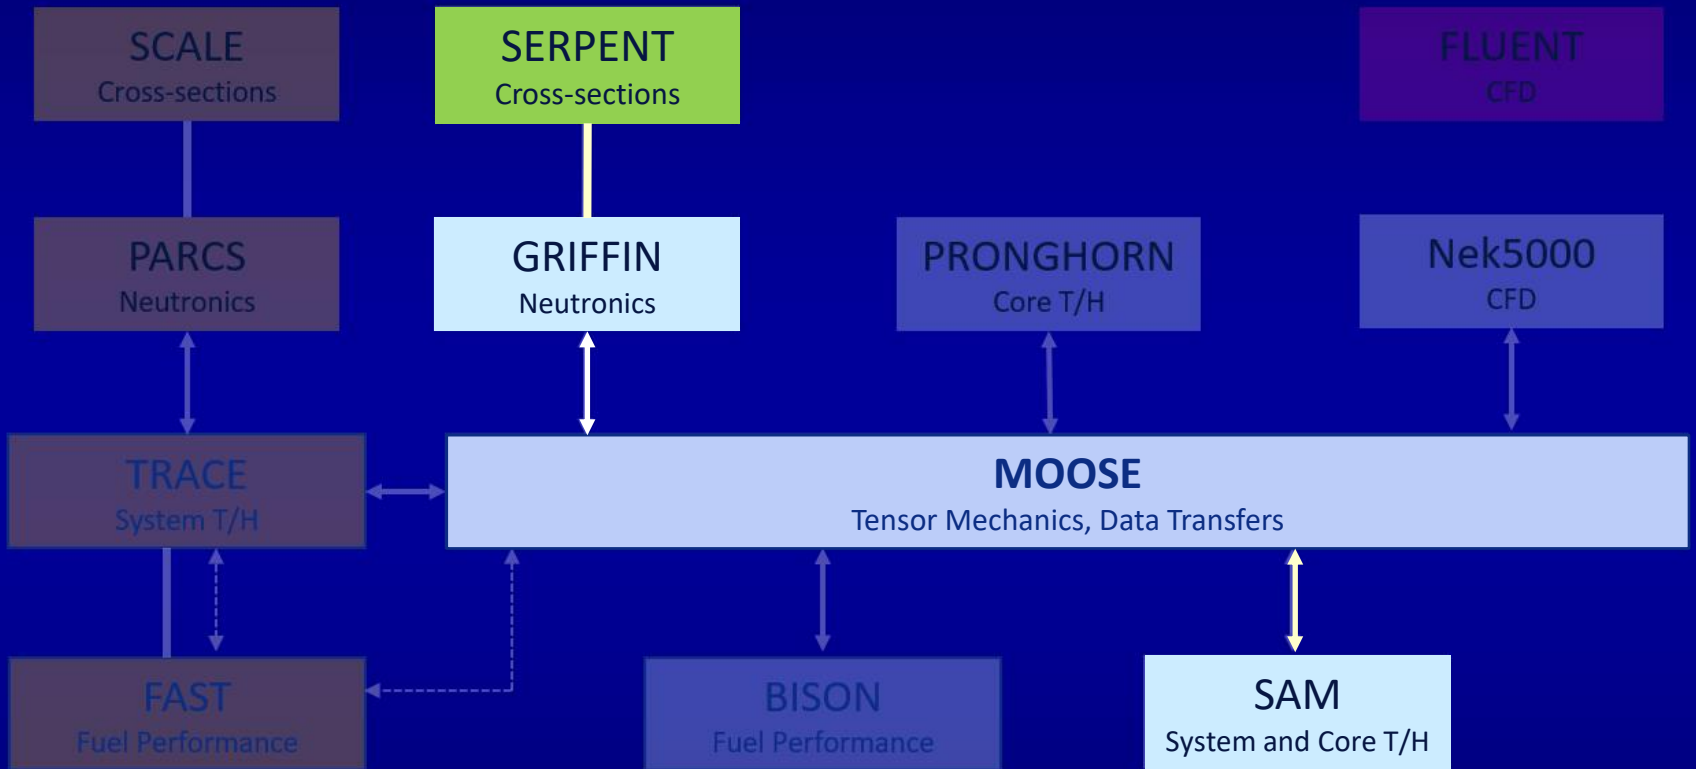 SCALE
Cross-sections
SERPENT
Cross-sections
FLUENT
CFD
PARCS
Neutronics
GRIFFIN
Neutronics
PRONGHORN
Core T/H
Nek5000
CFD
TRACE
System T/H
MOOSE
Tensor Mechanics, Data Transfers
FAST
Fuel Performance
BISON
Fuel Performance
SAM
System and Core T/H